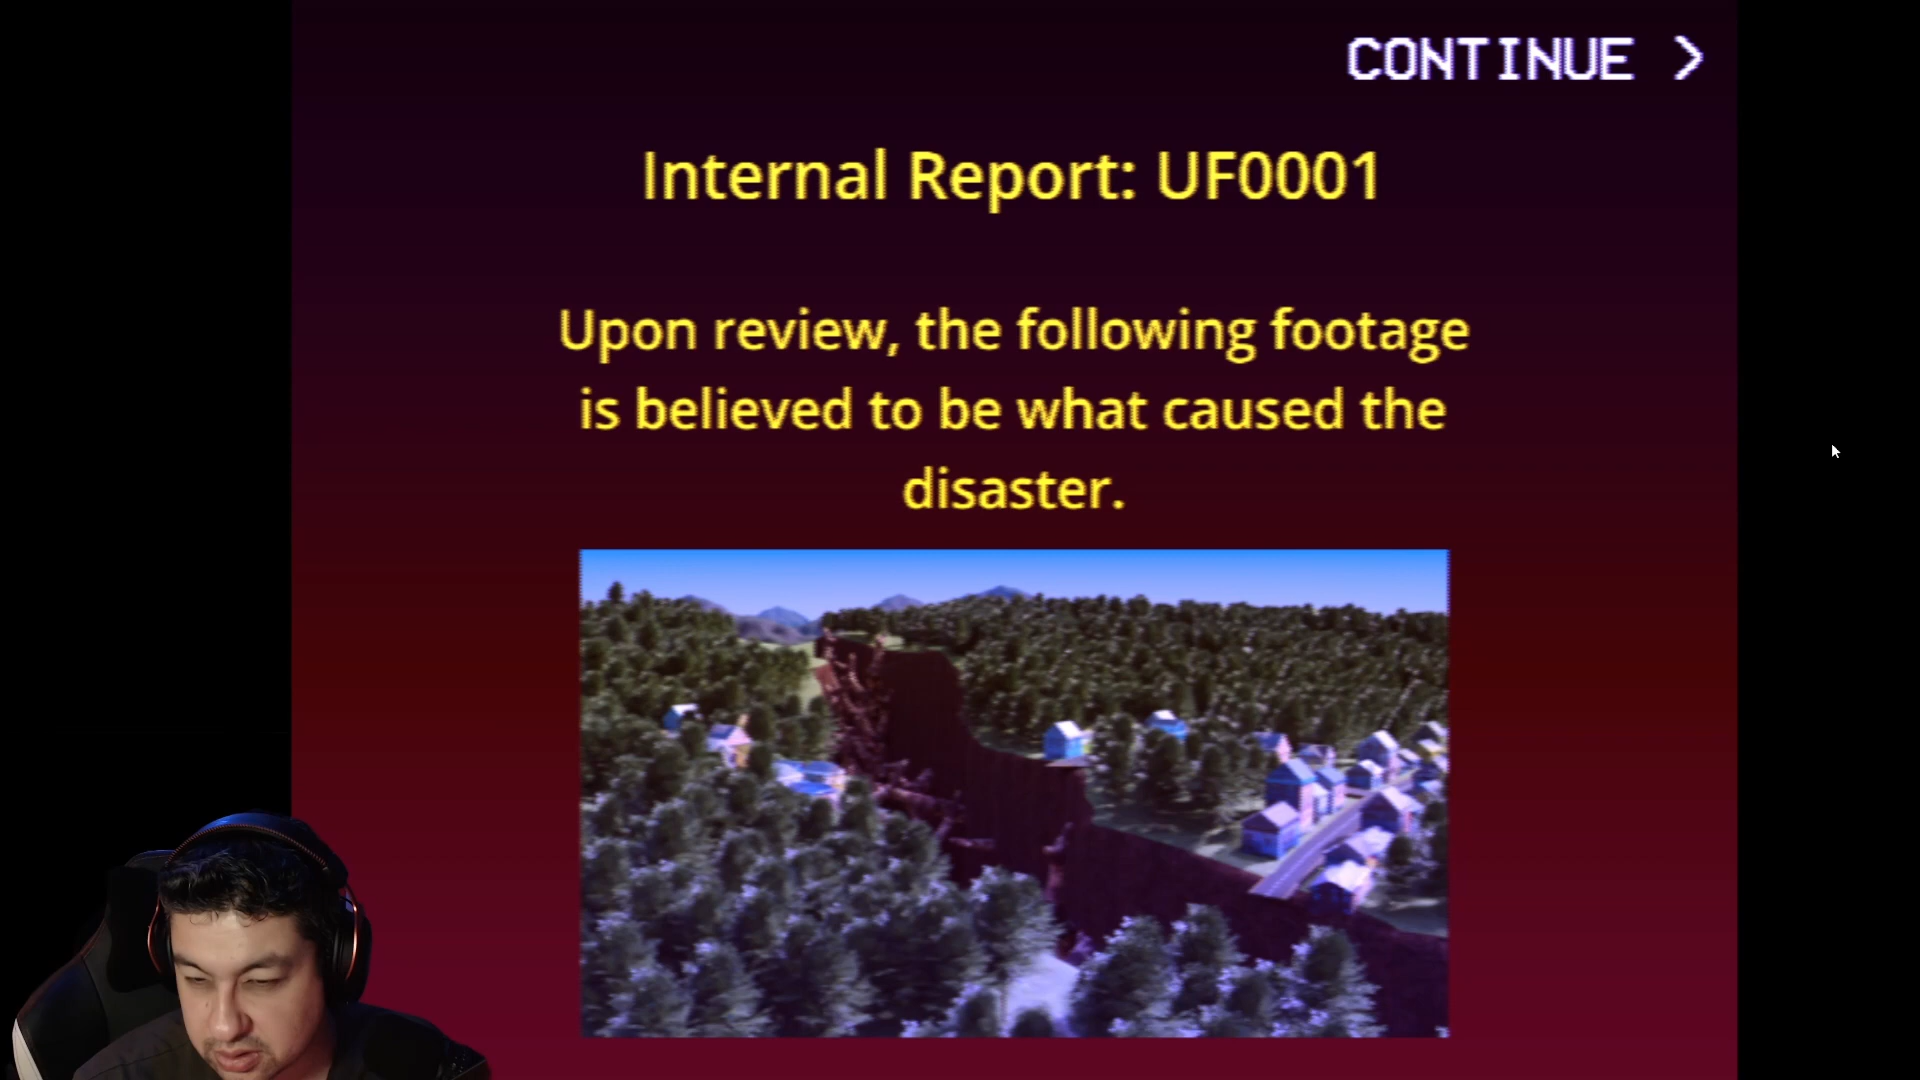 CONTINUE >
Internal Report: UF0001
Upon review, the following footage
is believed to be what caused the
disaster.